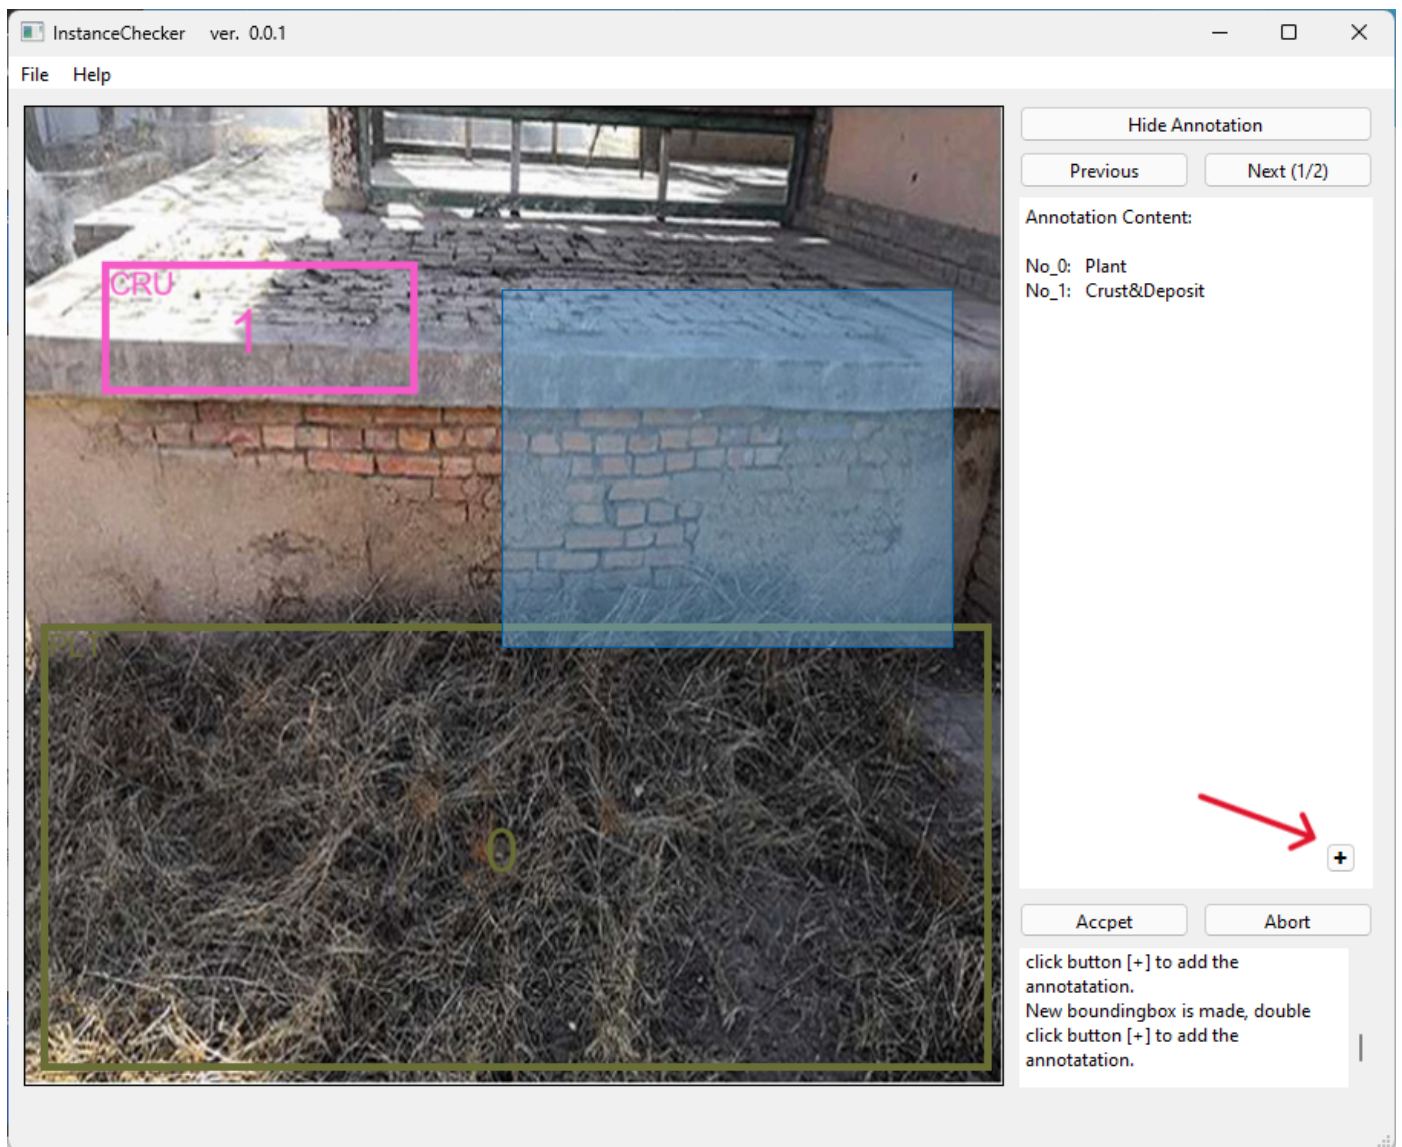 InstanceChecker ver. 0.0.1
File Help
Hide Annotation
Previous Next (1/2)
Annotation Content:
No_0: Plant
No_1: Crust&Deposit
CRU
1
PLT
0
+
Accpet Abort
click button [+] to add the
annotatation.
New boundingbox is made, double
click button [+] to add the
annotatation.